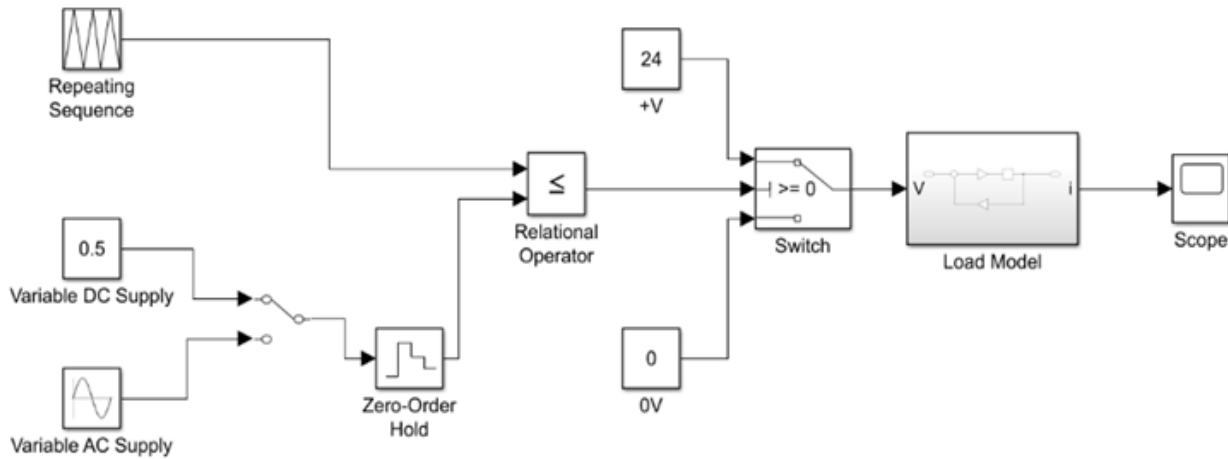 Repeating
Sequence
24
+V
≤
Relational
Operator
>= 0
Switch
V
i
Load Model
Scope
0.5
Variable DC Supply
Zero-Order
Hold
0
0V
Variable AC Supply